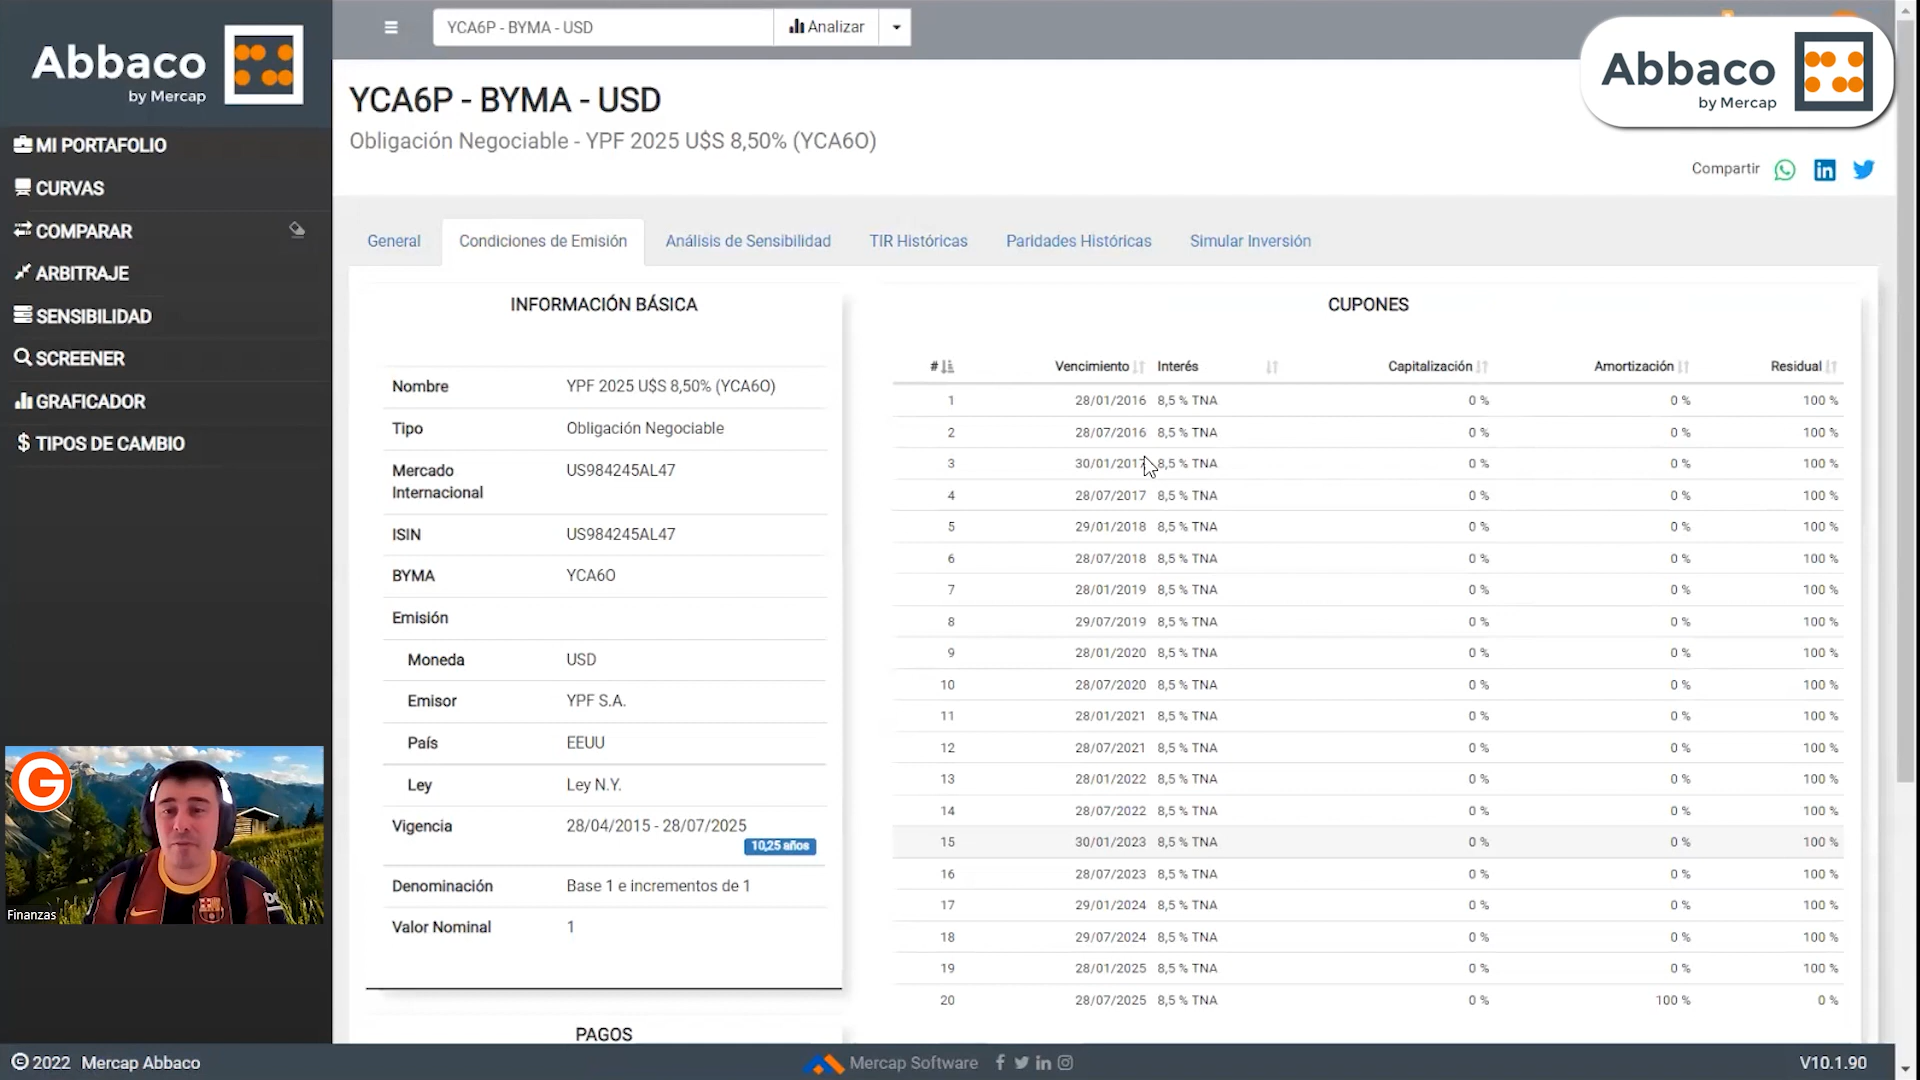 Abbaco
by Mercap
YCA6P - BYMA - USD
Analizar
Abbaco
by Mercap
YCA6P - BYMA - USD
Obligación Negociable - YPF 2025 U$S 8,50% (YCA6O)
Compartir
MI PORTAFOLIO
CURVAS
COMPARAR
ARBITRAJE
SENSIBILIDAD
SCREENER
GRAFICADOR
$ TIPOS DE CAMBIO
General Condiciones de Emisión Análisis de Sensibilidad TIR Históricas Paridades Históricas Simular Inversión
INFORMACIÓN BÁSICA
Nombre YPF 2025 U$S 8,50% (YCA6O)
Tipo Obligación Negociable
Mercado US984245AL47
Internacional
ISIN US984245AL47
BYMA YCA6O
Emisión
Moneda USD
Emisor YPF S.A.
País EEUU
Ley Ley N.Y.
Vigencia 28/04/2015 - 28/07/2025
10,25 años
Denominación Base 1 e incrementos de 1
Valor Nominal 1
PAGOS
CUPONES
# Vencimiento Interés Capitalización Amortización Residual
1 28/01/2016 8,5 % TNA 0 % 0 % 100 %
2 28/07/2016 8,5 % TNA 0 % 0 % 100 %
3 30/01/2017 8,5 % TNA 0 % 0 % 100 %
4 28/07/2017 8,5 % TNA 0 % 0 % 100 %
5 29/01/2018 8,5 % TNA 0 % 0 % 100 %
6 28/07/2018 8,5 % TNA 0 % 0 % 100 %
7 28/01/2019 8,5 % TNA 0 % 0 % 100 %
8 29/07/2019 8,5 % TNA 0 % 0 % 100 %
9 28/01/2020 8,5 % TNA 0 % 0 % 100 %
10 28/07/2020 8,5 % TNA 0 % 0 % 100 %
11 28/01/2021 8,5 % TNA 0 % 0 % 100 %
12 28/07/2021 8,5 % TNA 0 % 0 % 100 %
13 28/01/2022 8,5 % TNA 0 % 0 % 100 %
14 28/07/2022 8,5 % TNA 0 % 0 % 100 %
15 30/01/2023 8,5 % TNA 0 % 0 % 100 %
16 28/07/2023 8,5 % TNA 0 % 0 % 100 %
17 29/01/2024 8,5 % TNA 0 % 0 % 100 %
18 29/07/2024 8,5 % TNA 0 % 0 % 100 %
19 28/01/2025 8,5 % TNA 0 % 0 % 100 %
20 28/07/2025 8,5 % TNA 0 % 100 % 0 %
G
Finanzas
© 2022 Mercap Abbaco
Mercap Software
V10.1.90